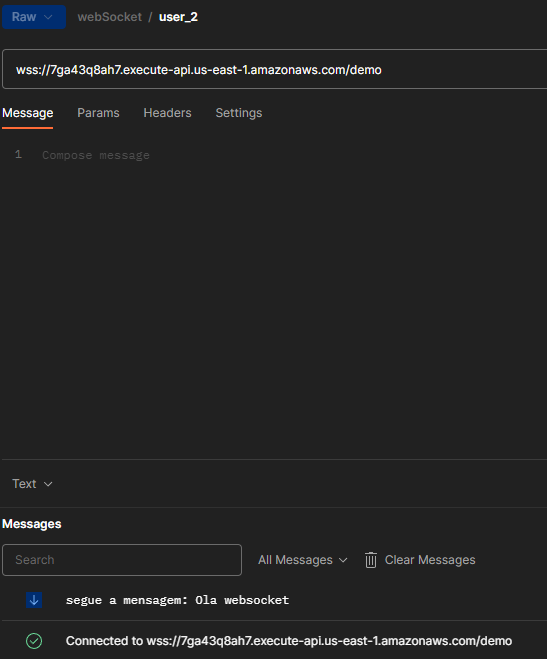 Raw webSocket / user_2
wss://7ga43q8ah7.execute-api.us-east-1.amazonaws.com/demo
Message Params Headers Settings
1 Compose message
Text
Messages
Search All Messages Clear Messages
segue a mensagem: Ola websocket
Connected to wss://7ga43q8ah7.execute-api.us-east-1.amazonaws.com/demo